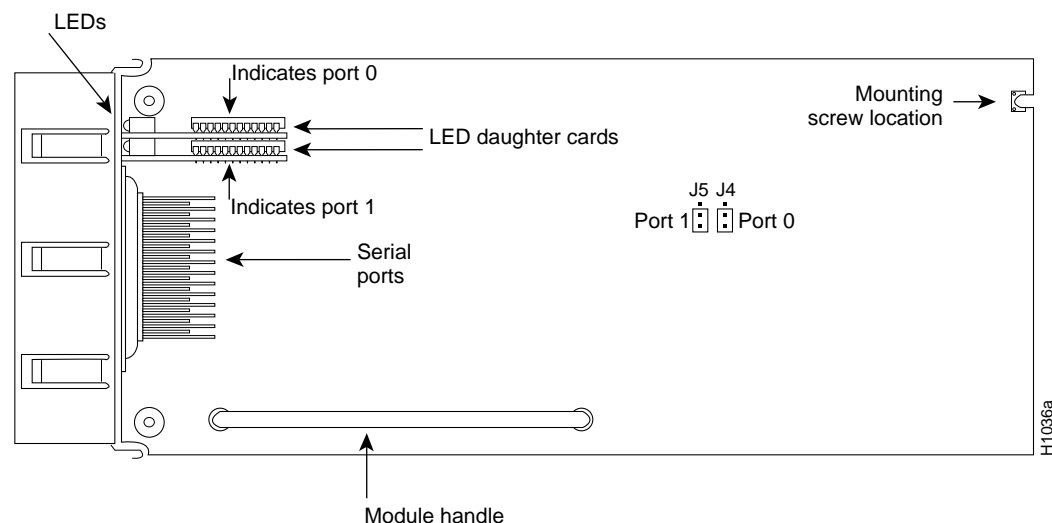 LEDs
Indicates port 0
Mounting
screw location
LED daughter cards
J5 J4
Indicates port 1
Port 1
Port 0
Serial
ports
H1036a
Module handle